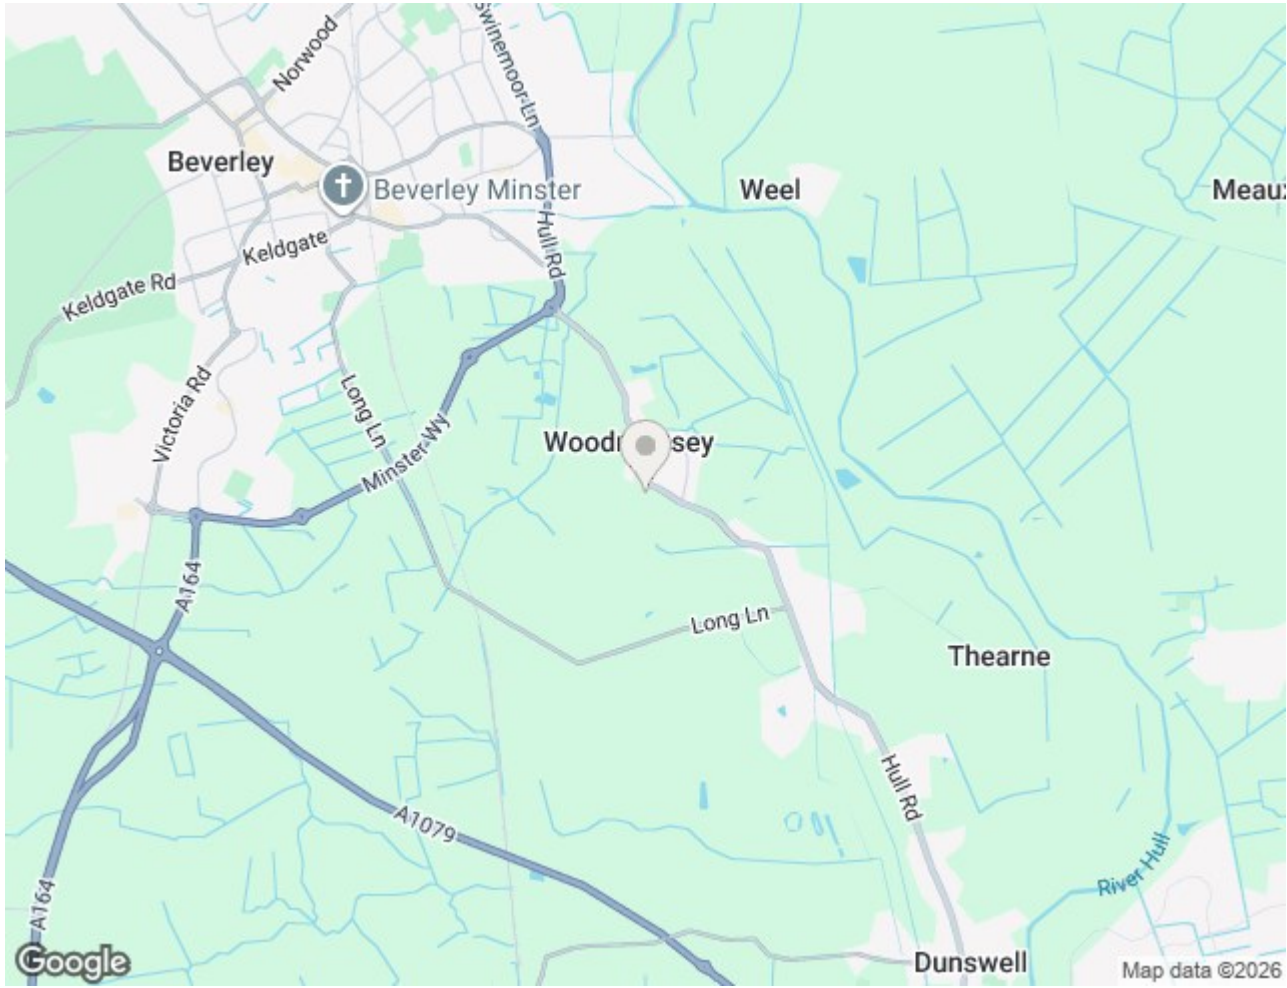 Swinemoor Ln
Norwood
Beverley
Beverley Minster
Weel
Meaux
Keldgate
Hull Rd
Keldgate Rd
Victoria Rd
Long Ln
Minster Wy
A164
Long Ln
Thearne
Hull Rd
A1079
River Hull
A164
Google
Dunswell
Map data ©2026